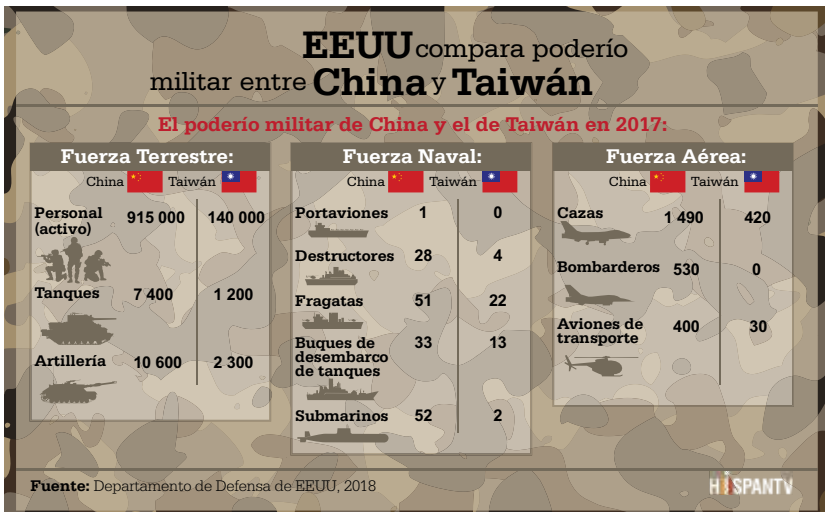 EEUU compara poderío
militar entre China y Taiwán
El poderío militar de China y el de Taiwán en 2017:
Fuerza Terrestre:
China Taiwán
Personal (activo) 915 000 140 000
Tanques 7 400 1 200
Artillería 10 600 2 300
Fuerza Naval:
China Taiwán
Portaviones 1 0
Destructores 28 4
Fragatas 51 22
Buques de desembarco de tanques 33 13
Submarinos 52 2
Fuerza Aérea:
China Taiwán
Cazas 1 490 420
Bombarderos 530 0
Aviones de transporte 400 30
Fuente: Departamento de Defensa de EEUU, 2018
HISPANTV